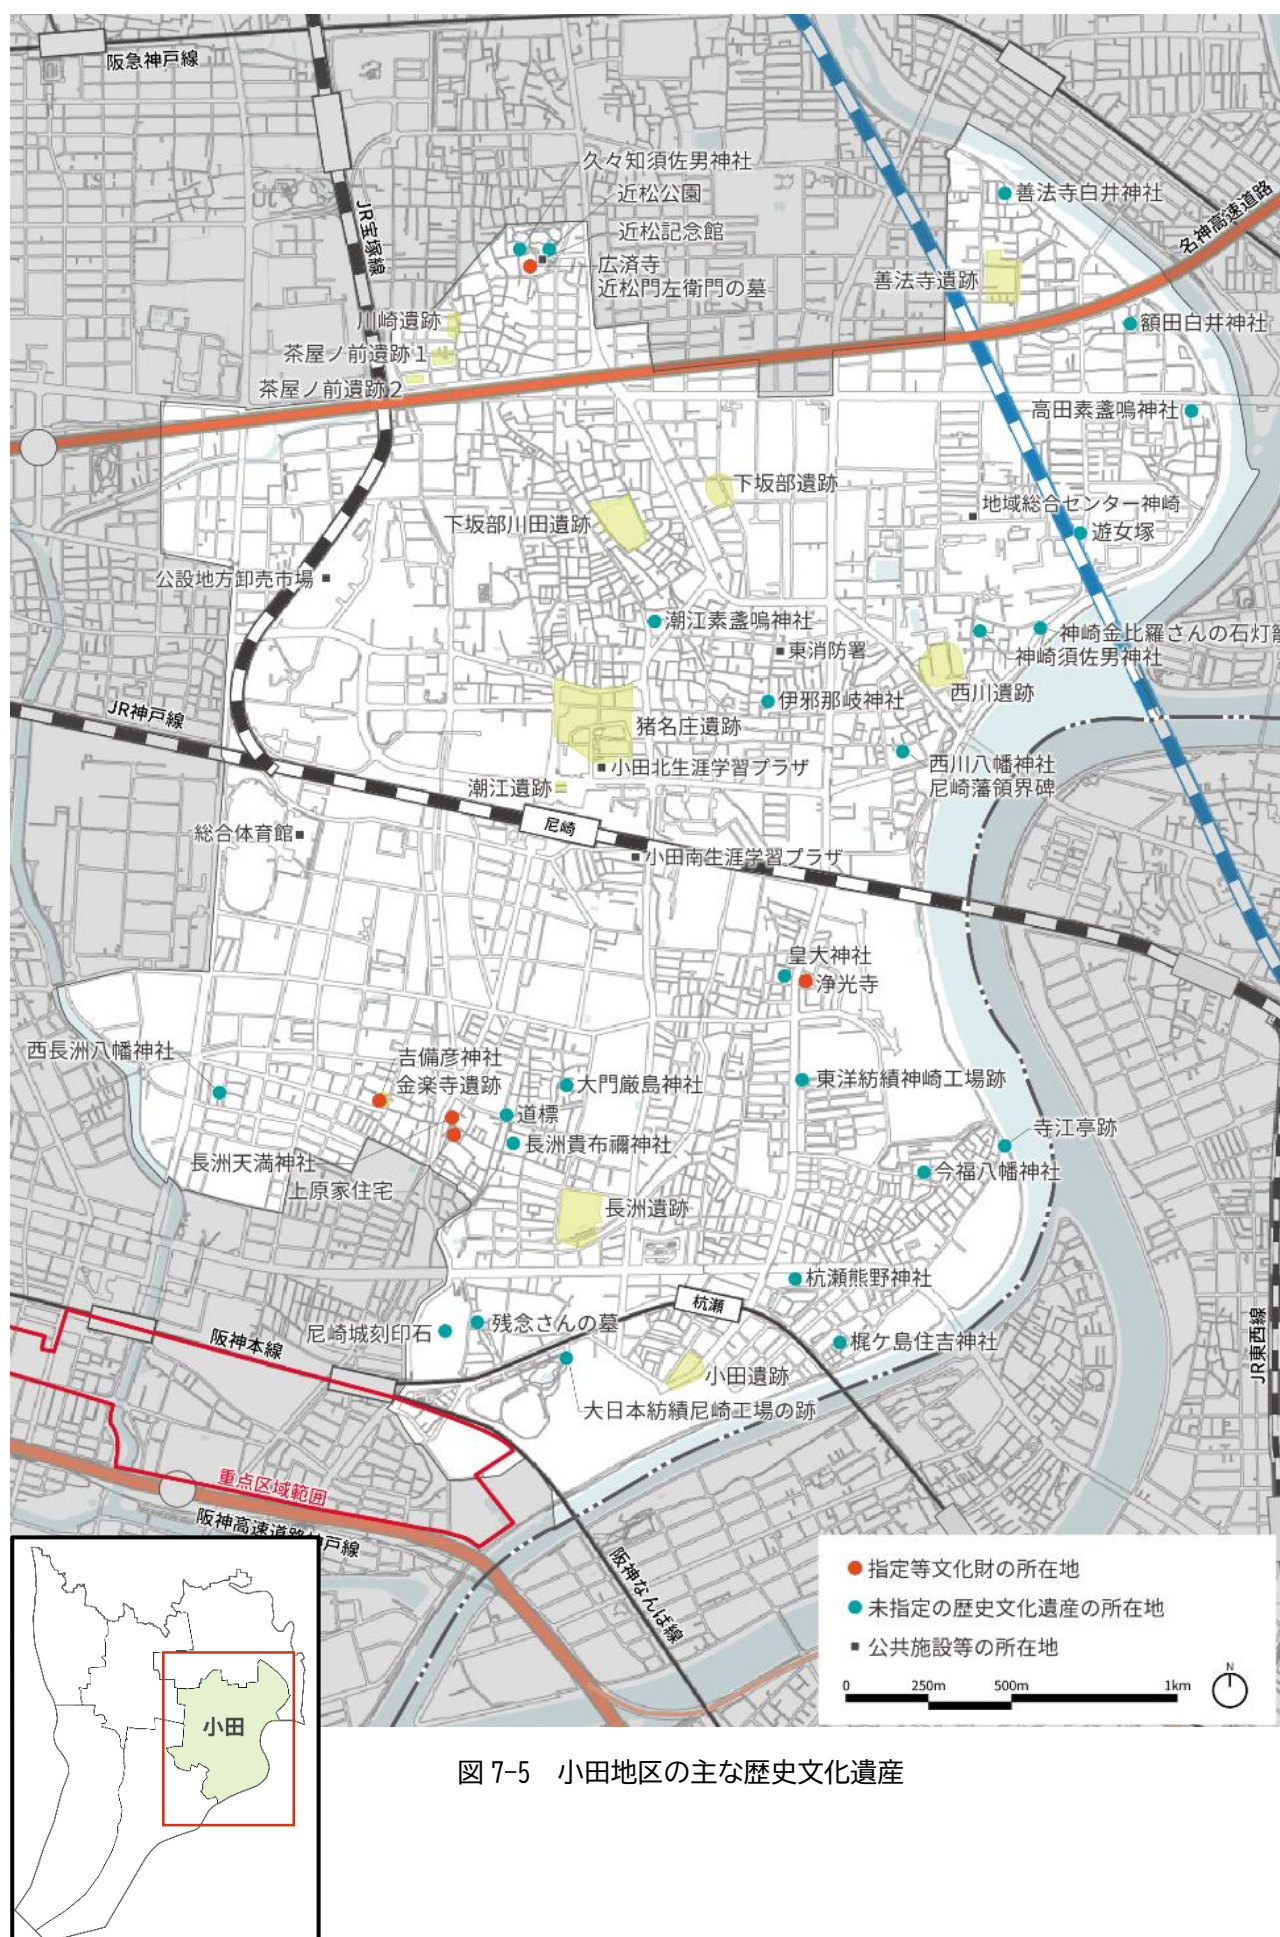 阪急神戸線
久々知須佐男神社
近松公園
善法寺白井神社
JR宝塚線
近松記念館
名神高速道路
広済寺
善法寺遺跡
近松門左衛門の墓
川崎遺跡
額田白井神社
茶屋ノ前遺跡1
茶屋ノ前遺跡2
高田素盞嗚神社
下坂部遺跡
地域総合センター神崎
下坂部川田遺跡
遊女塚
公設地方卸売市場
潮江素盞嗚神社
神崎金比羅さんの石灯籠
東消防署
神崎須佐男神社
西川遺跡
伊邪那岐神社
JR神戸線
猪名庄遺跡
小田北生涯学習プラザ
西川八幡神社
尼崎藩領界碑
潮江遺跡
尼崎
総合体育館
小田南生涯学習プラザ
皇大神社
浄光寺
西長洲八幡神社
吉備彦神社
金楽寺遺跡
大門厳島神社
東洋紡績神崎工場跡
道標
寺江亭跡
長洲貴布禰神社
長洲天満神社
今福八幡神社
上原家住宅
長洲遺跡
杭瀬熊野神社
杭瀬
残念さんの墓
尼崎城刻印石
阪神本線
梶ケ島住吉神社
JR東西線
小田遺跡
大日本紡績尼崎工場の跡
重点区域範囲
阪神高速道路神戸線
阪神なんば線
指定等文化財の所在地
未指定の歴史文化遺産の所在地
公共施設等の所在地
0 250m 500m 1km
N
小田
図 7-5 小田地区の主な歴史文化遺産